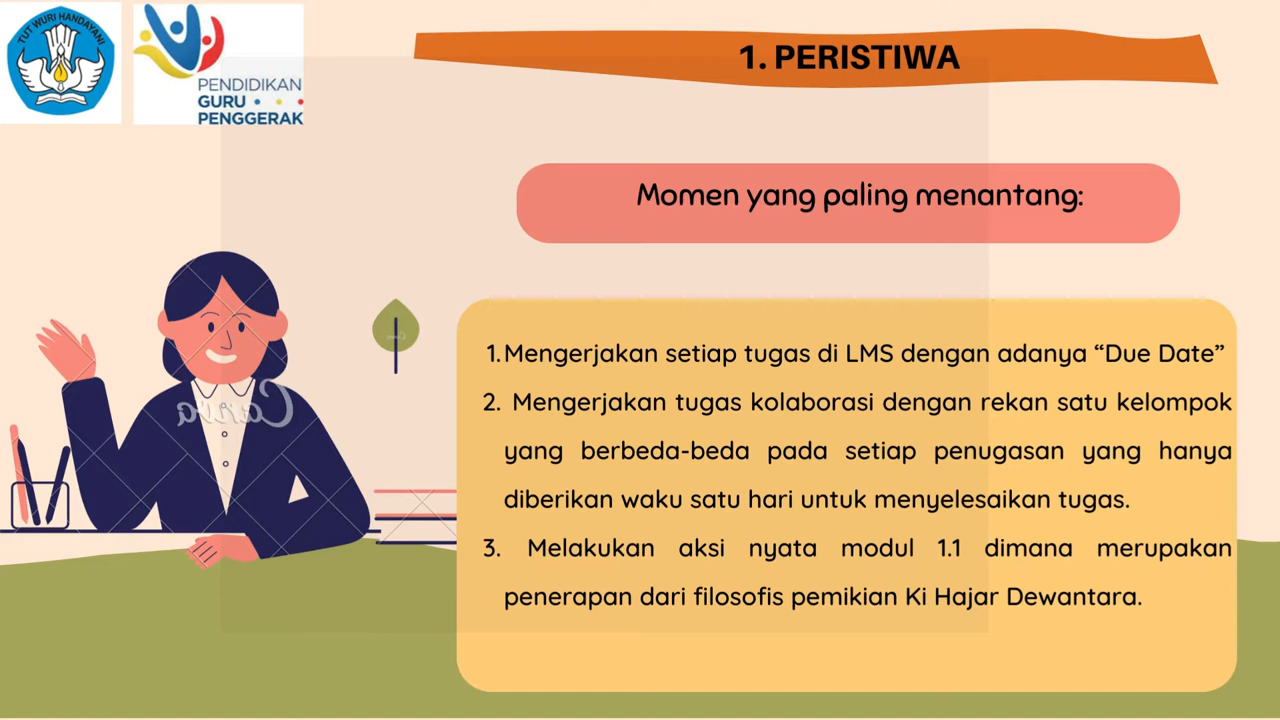 TUT WURI HANDAYANI
PENDIDIKAN
GURU
PENGGERAK
1. PERISTIWA
Momen yang paling menantang:
1. Mengerjakan setiap tugas di LMS dengan adanya “Due Date”
2. Mengerjakan tugas kolaborasi dengan rekan satu kelompok
yang berbeda-beda pada setiap penugasan yang hanya
diberikan waku satu hari untuk menyelesaikan tugas.
3. Melakukan aksi nyata modul 1.1 dimana merupakan
penerapan dari filosofis pemikian Ki Hajar Dewantara.
Canva